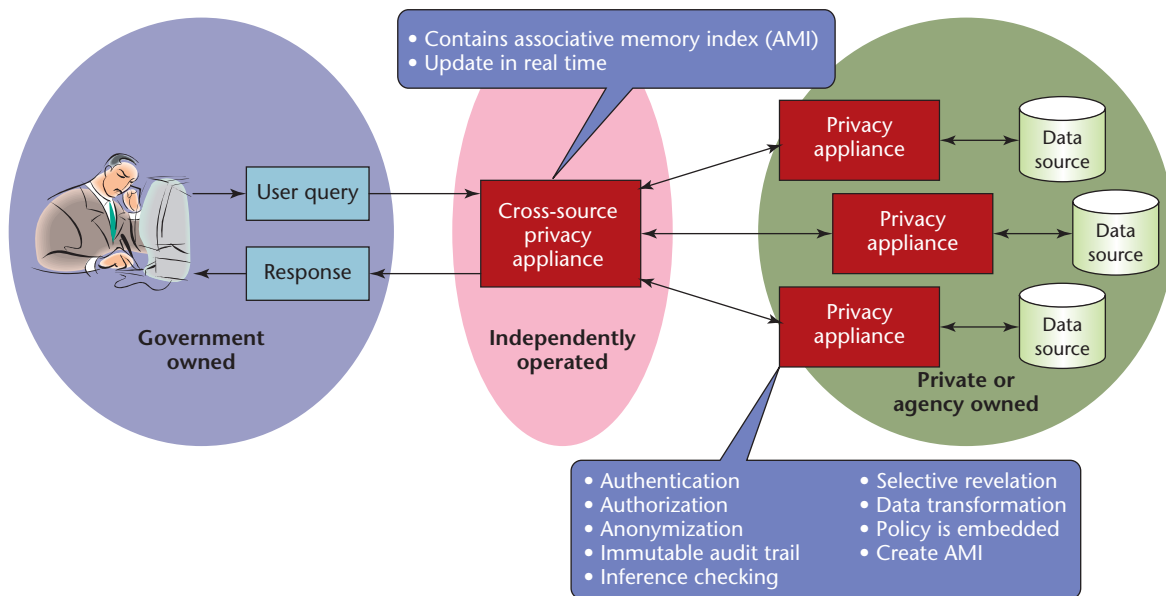 • Contains associative memory index (AMI)
• Update in real time
User query
Response
Government
owned
Cross-source
privacy
appliance
Independently
operated
Privacy
appliance
Data
source
Privacy
appliance
Data
source
Privacy
appliance
Data
source
Private or
agency owned
• Authentication
• Authorization
• Anonymization
• Immutable audit trail
• Inference checking
• Selective revelation
• Data transformation
• Policy is embedded
• Create AMI